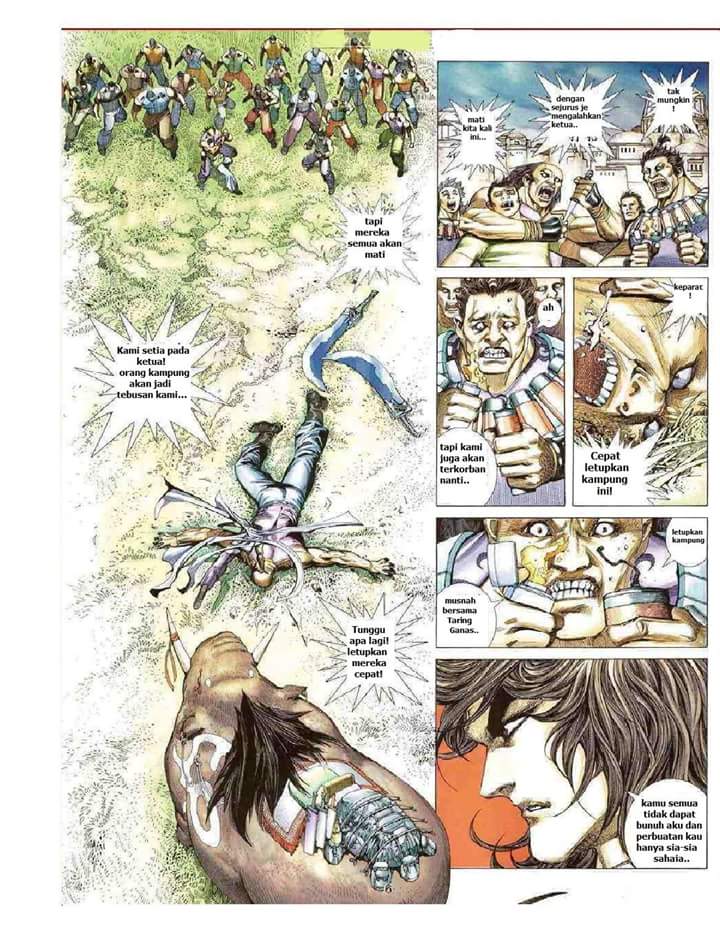 tapi
mereka
semua akan
mati
Kami setia pada
ketua!
orang kampung
akan jadi
tebusan kami...
Tunggu
apa lagi!
letupkan
mereka
cepat!
6
mati
kita kali
ini...
dengan
sejurus je
mengalahkan
ketua..
tak
mungkin
!
ah
tapi kami
juga akan
terkorban
nanti..
keparat
!
Cepat
letupkan
kampung
ini!
letupkan
kampung
musnah
bersama
Taring
Ganas..
kamu semua
tidak dapat
bunuh aku dan
perbuatan kau
hanya sia-sia
sahaia..